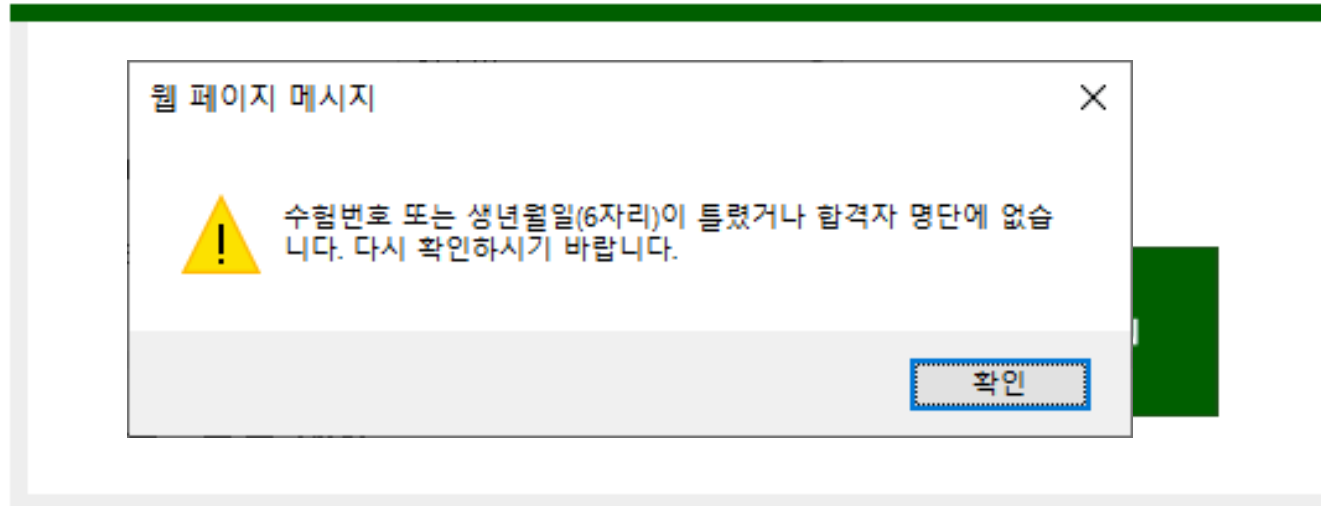 웹 페이지 메시지
수험번호 또는 생년월일(6자리)이 틀렸거나 합격자 명단에 없습
니다. 다시 확인하시기 바랍니다.
확인